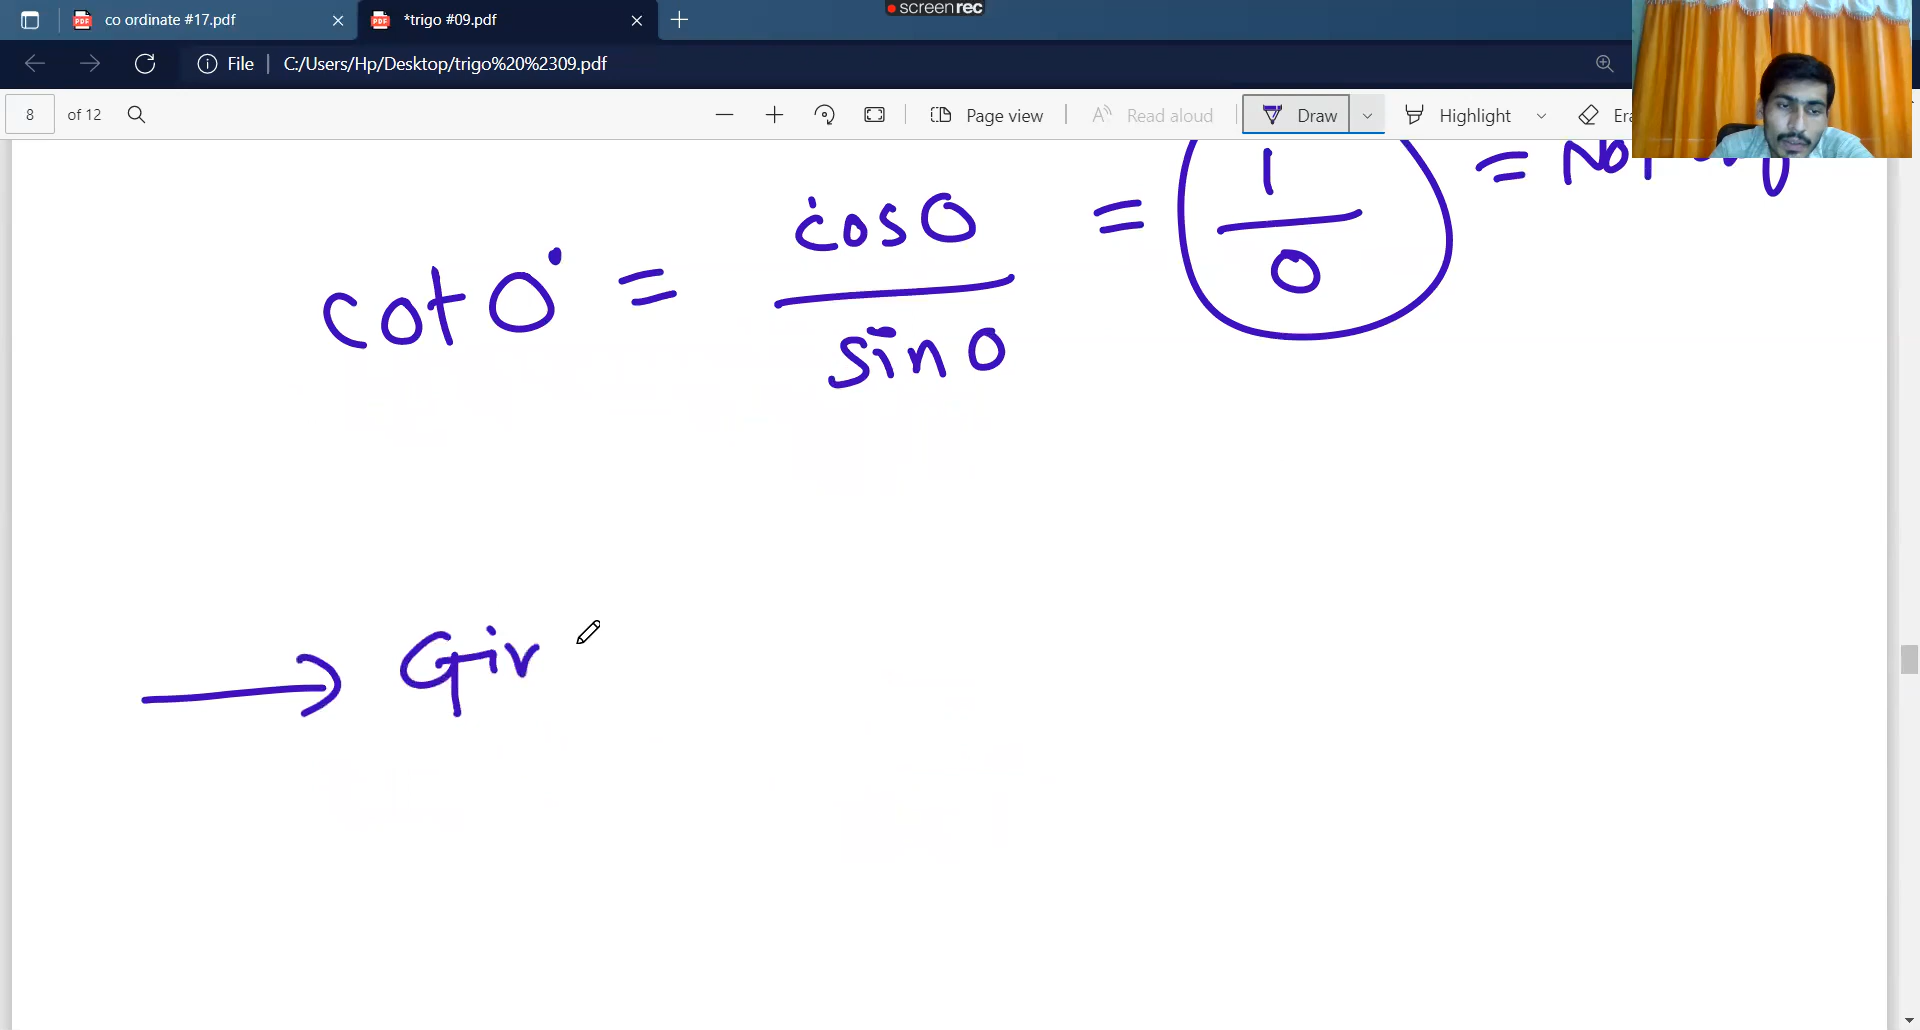 co ordinate #17.pdf
*trigo #09.pdf
screenrec
File
C:/Users/Hp/Desktop/trigo%20%2309.pdf
8 of 12
Page view
Read aloud
Draw
Highlight
cot 0° = cos 0 / sin 0 = 1 / 0 =
Giv